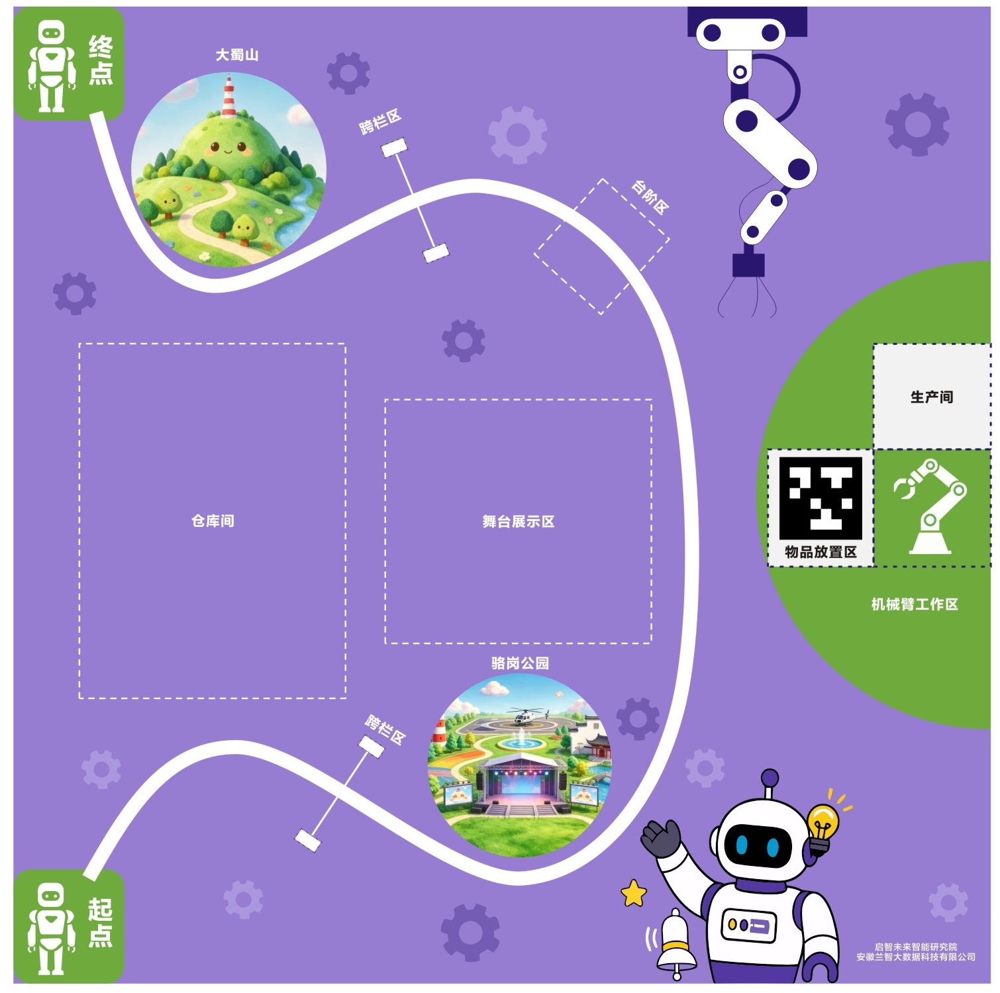 终点
大蜀山
跨栏区
台阶区
生产间
仓库间
舞台展示区
物品放置区
机械臂工作区
骆岗公园
跨栏区
起点
启智未来智能研究院
安徽兰智大数据科技有限公司